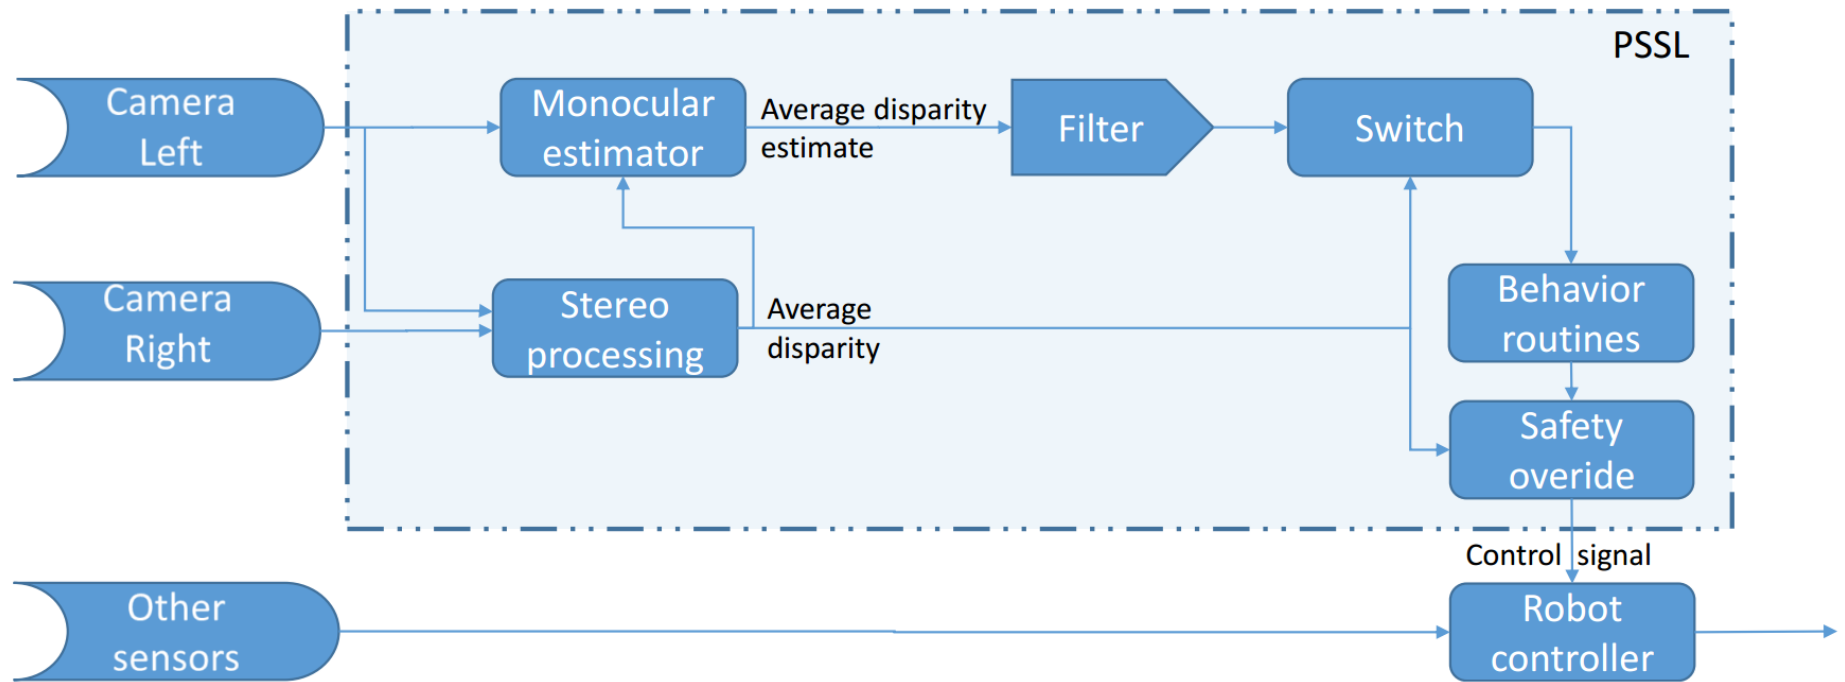 PSSL
Camera
Left
Monocular
estimator
Average disparity
estimate
Filter
Switch
Camera
Right
Stereo
processing
Average
disparity
Behavior
routines
Safety
overide
Control signal
Other
sensors
Robot
controller